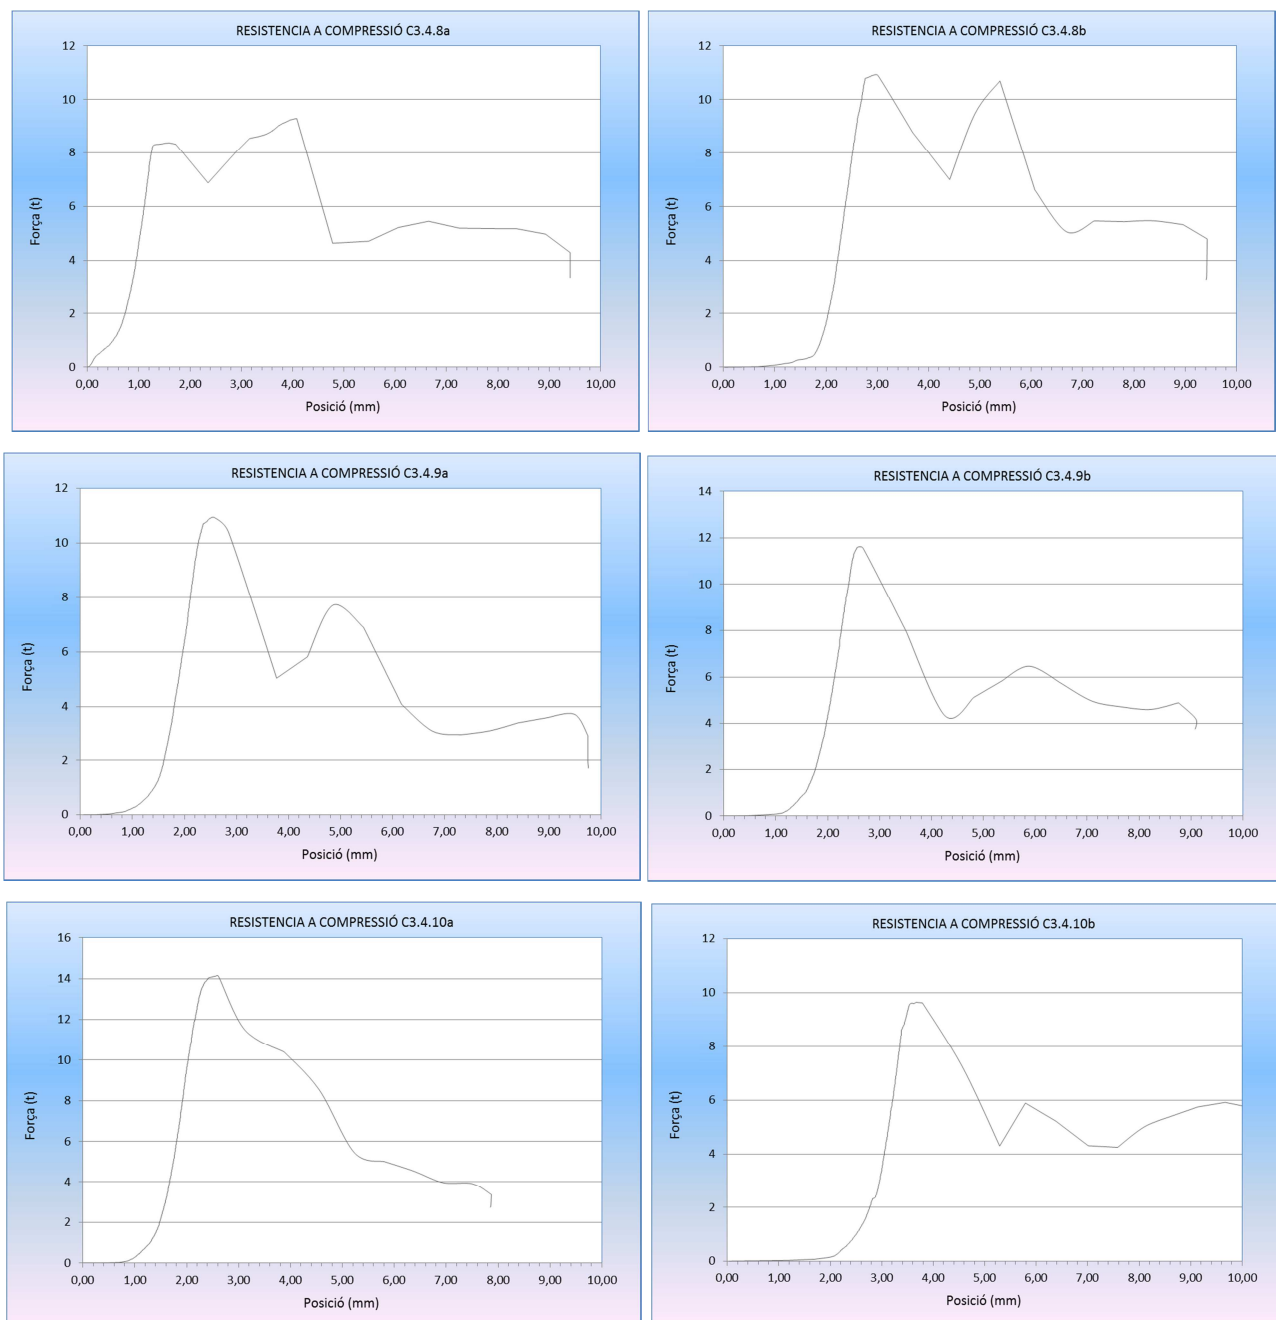 RESISTENCIA A COMPRESSIÓ C3.4.8a
12
10
8
6
4
2
0
Força (t)
0,00 1,00 2,00 3,00 4,00 5,00 6,00 7,00 8,00 9,00 10,00
Posició (mm)
RESISTENCIA A COMPRESSIÓ C3.4.8b
12
10
8
6
4
2
0
Força (t)
0,00 1,00 2,00 3,00 4,00 5,00 6,00 7,00 8,00 9,00 10,00
Posició (mm)
RESISTENCIA A COMPRESSIÓ C3.4.9a
12
10
8
6
4
2
0
Força (t)
0,00 1,00 2,00 3,00 4,00 5,00 6,00 7,00 8,00 9,00 10,00
Posició (mm)
RESISTENCIA A COMPRESSIÓ C3.4.9b
14
12
10
8
6
4
2
0
Força (t)
0,00 1,00 2,00 3,00 4,00 5,00 6,00 7,00 8,00 9,00 10,00
Posició (mm)
RESISTENCIA A COMPRESSIÓ C3.4.10a
16
14
12
10
8
6
4
2
0
Força (t)
0,00 1,00 2,00 3,00 4,00 5,00 6,00 7,00 8,00 9,00 10,00
Posició (mm)
RESISTENCIA A COMPRESSIÓ C3.4.10b
12
10
8
6
4
2
0
Força (t)
0,00 1,00 2,00 3,00 4,00 5,00 6,00 7,00 8,00 9,00 10,00
Posició (mm)